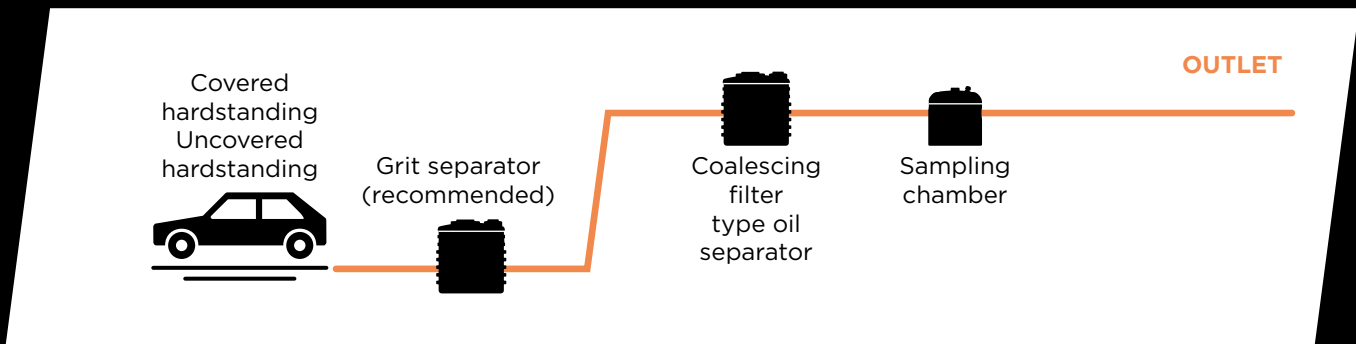 Covered
hardstanding
Uncovered
hardstanding
Grit separator
(recommended)
Coalescing
filter
type oil
separator
Sampling
chamber
OUTLET